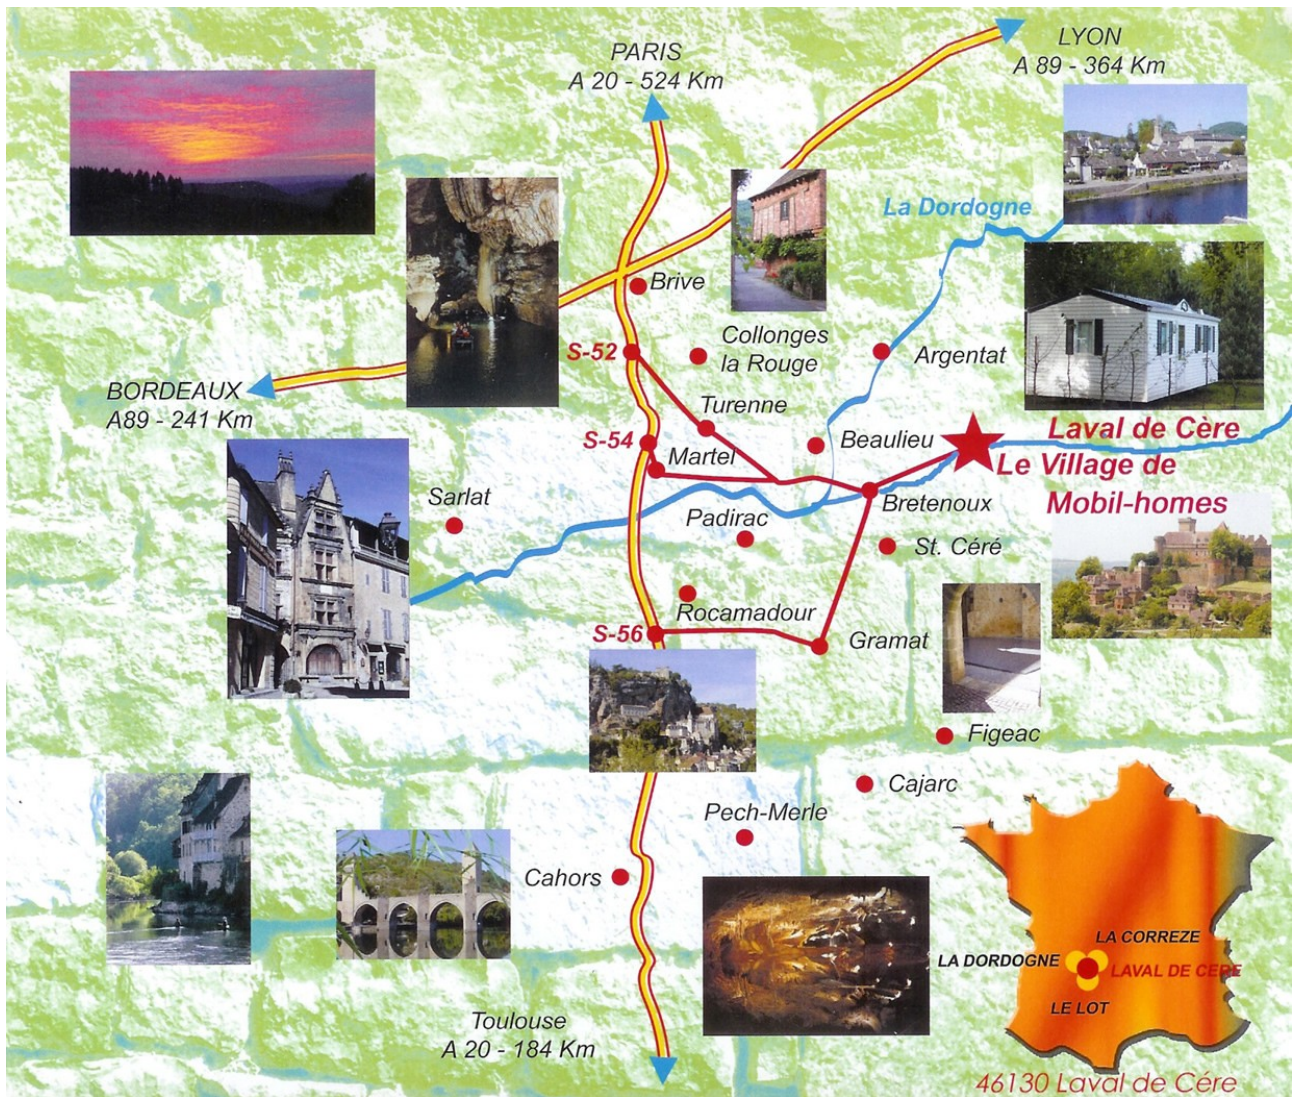 PARIS
A 20 - 524 Km
LYON
A 89 - 364 Km
La Dordogne
Brive
S-52
Collonges
la Rouge
Argentat
BORDEAUX
A89 - 241 Km
Turenne
S-54
Martel
Beaulieu
Laval de Cère
Le Village de
Mobil-homes
Sarlat
Padirac
Bretenoux
St. Céré
Rocamadour
S-56
Gramat
Figeac
Cajarc
Pech-Merle
Cahors
LA CORREZE
LA DORDOGNE
LAVAL DE CERE
LE LOT
Toulouse
A 20 - 184 Km
46130 Laval de Cére